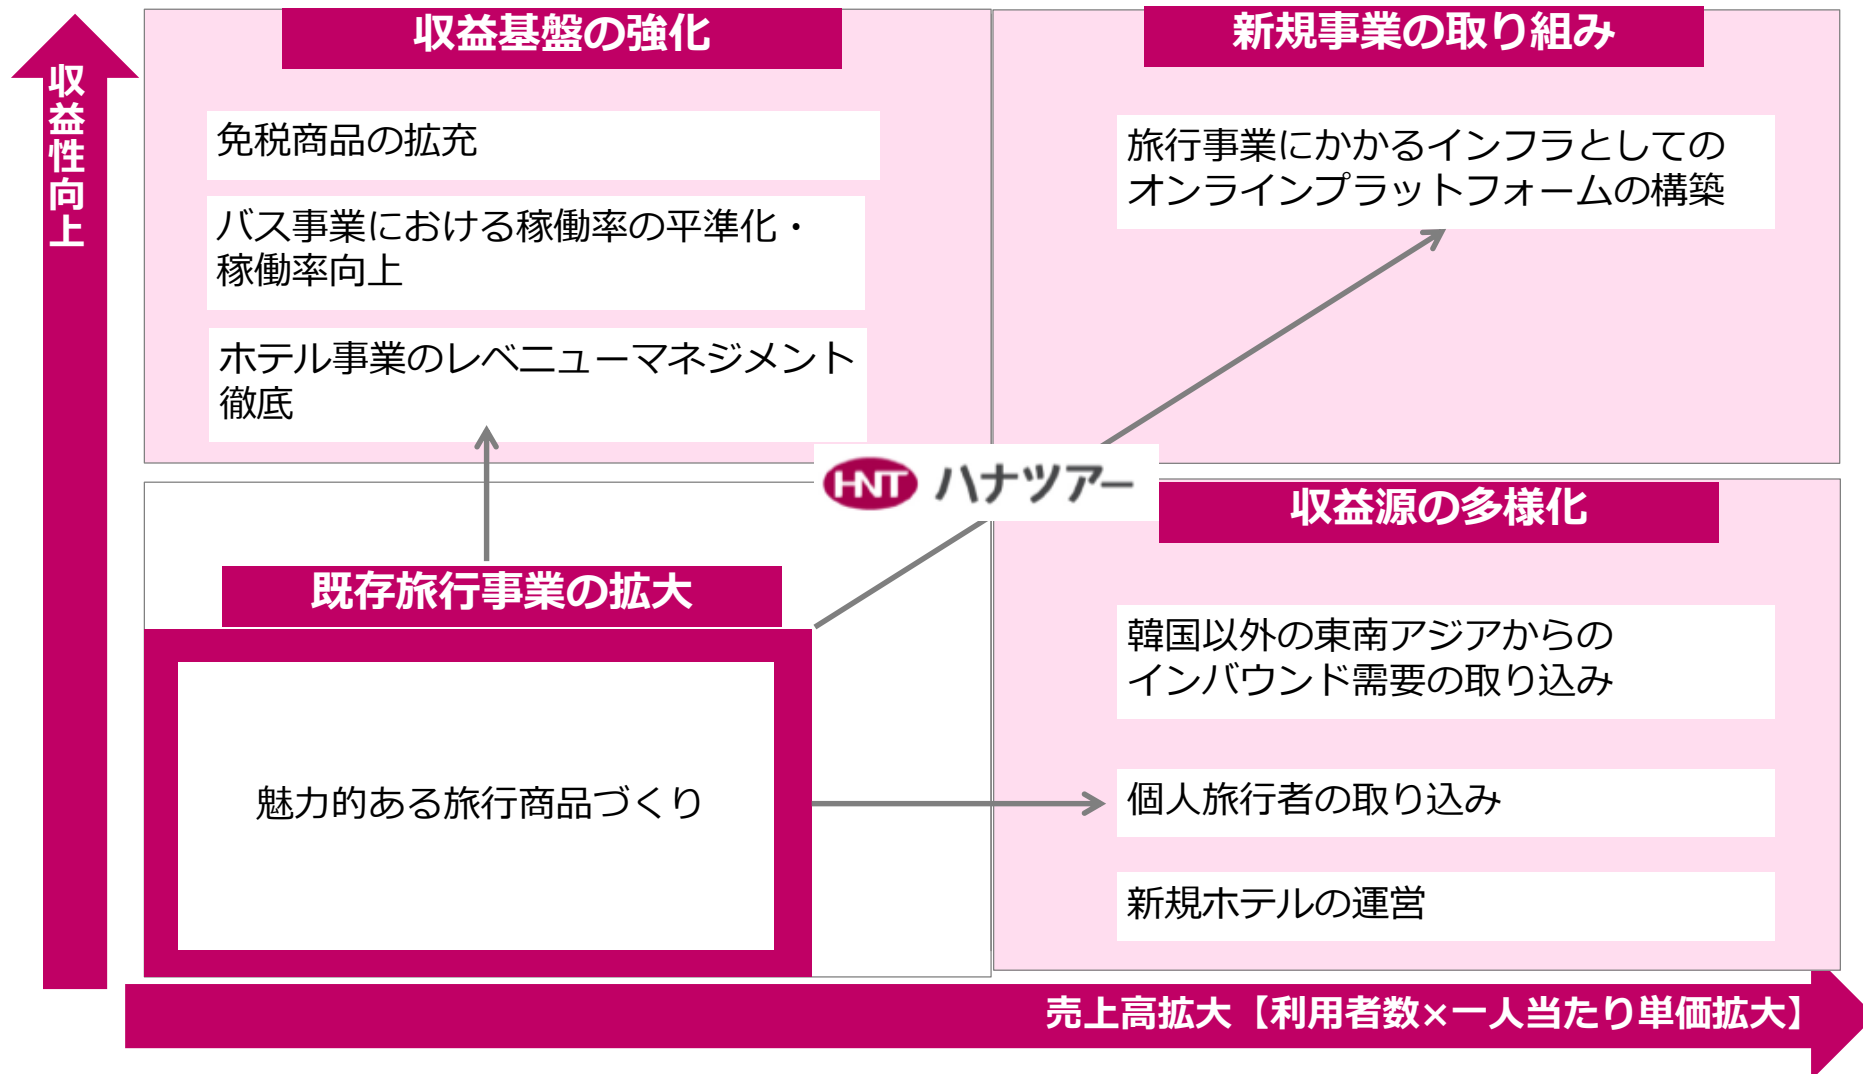 収益性向上
収益基盤の強化
免税商品の拡充
バス事業における稼働率の平準化・
稼働率向上
ホテル事業のレベニューマネジメント
徹底
新規事業の取り組み
旅行事業にかかるインフラとしての
オンラインプラットフォームの構築
HNT ハナツアー
既存旅行事業の拡大
魅力的ある旅行商品づくり
収益源の多様化
韓国以外の東南アジアからの
インバウンド需要の取り込み
個人旅行者の取り込み
新規ホテルの運営
売上高拡大【利用者数×一人当たり単価拡大】